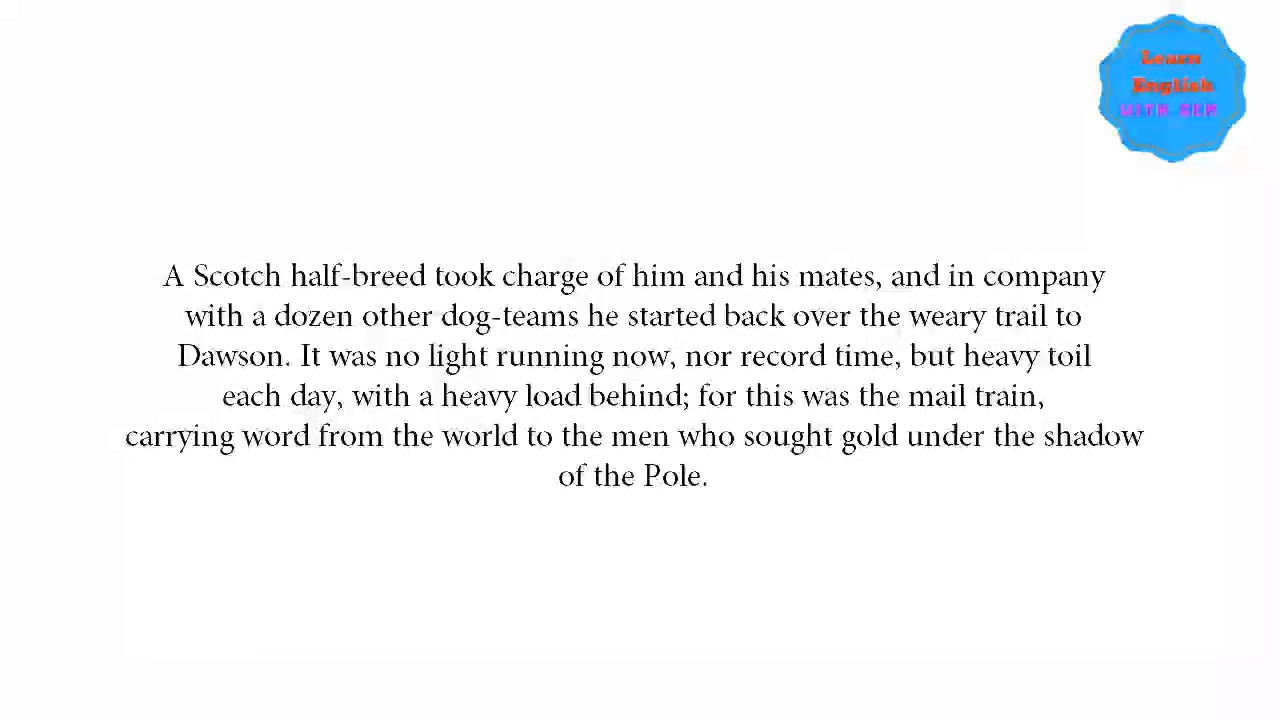 Learn
English
WITH GEM
A Scotch half-breed took charge of him and his mates, and in company
with a dozen other dog-teams he started back over the weary trail to
Dawson. It was no light running now, nor record time, but heavy toil
each day, with a heavy load behind; for this was the mail train,
carrying word from the world to the men who sought gold under the shadow
of the Pole.